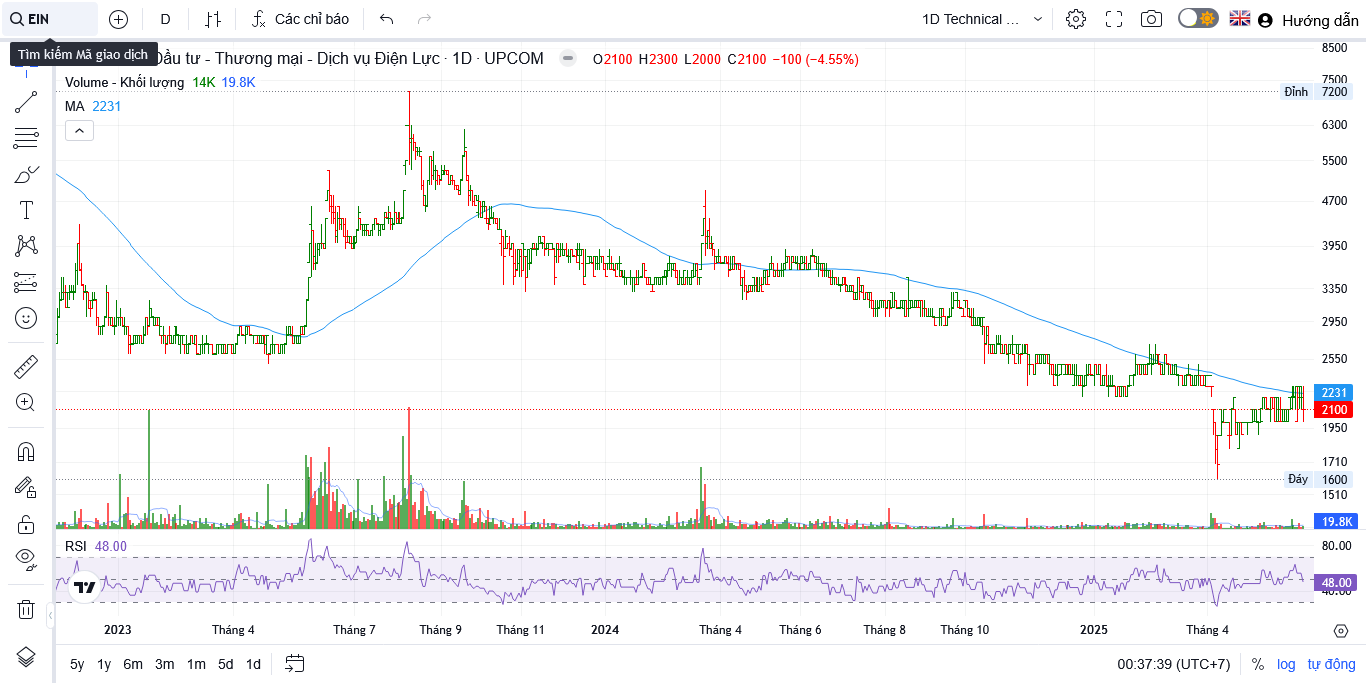 EIN
D
Các chỉ báo
1D Technical ...
Hướng dẫn
Tìm kiếm Mã giao dịch
Đầu tư - Thương mại - Dịch vụ Điện Lực · 1D · UPCOM
O2100 H2300 L2000 C2100 −100 (−4.55%)
Volume - Khối lượng 14K 19.8K
MA 2231
8500
7500
Đỉnh 7200
6300
5500
4700
3950
3350
2950
2550
2231
2100
1950
1710
Đáy 1600
1510
19.8K
RSI 48.00
80.00
48.00
40.00
2023 Tháng 4 Tháng 7 Tháng 9 Tháng 11 2024 Tháng 4 Tháng 6 Tháng 8 Tháng 10 2025 Tháng 4
5y 1y 6m 3m 1m 5d 1d
00:37:39 (UTC+7) % log tự động